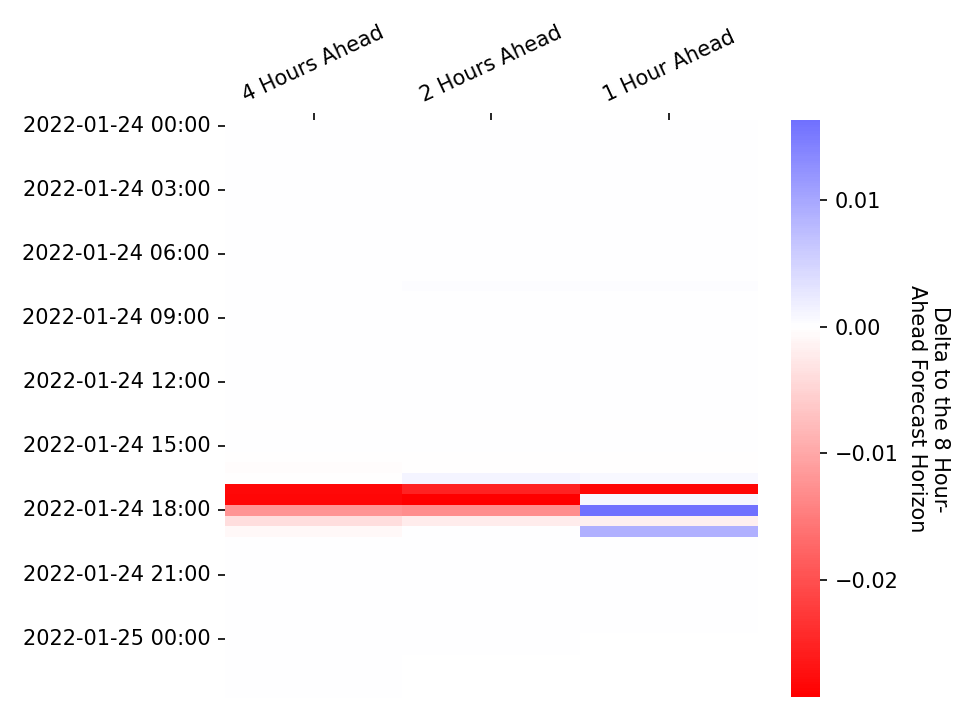 4 Hours Ahead
2 Hours Ahead
1 Hour Ahead
2022-01-24 00:00
2022-01-24 03:00
2022-01-24 06:00
2022-01-24 09:00
2022-01-24 12:00
2022-01-24 15:00
2022-01-24 18:00
2022-01-24 21:00
2022-01-25 00:00
0.01
0.00
−0.01
−0.02
Delta to the 8 Hour-
Ahead Forecast Horizon